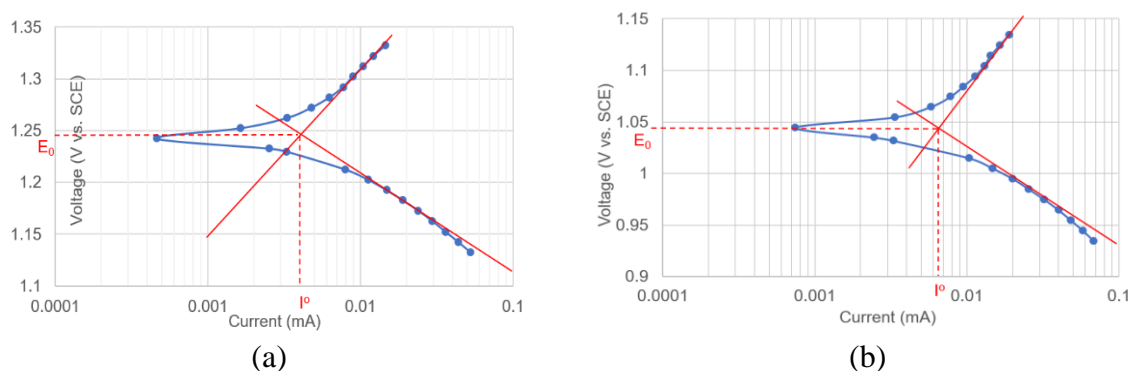 1.35
1.3
1.25
1.2
1.15
1.1
Voltage (V vs. SCE)
E₀
I⁰
0.0001
0.001
0.01
0.1
Current (mA)
(a)
1.15
1.1
1.05
1
0.95
0.9
Voltage (V vs. SCE)
E₀
I⁰
0.0001
0.001
0.01
0.1
Current (mA)
(b)